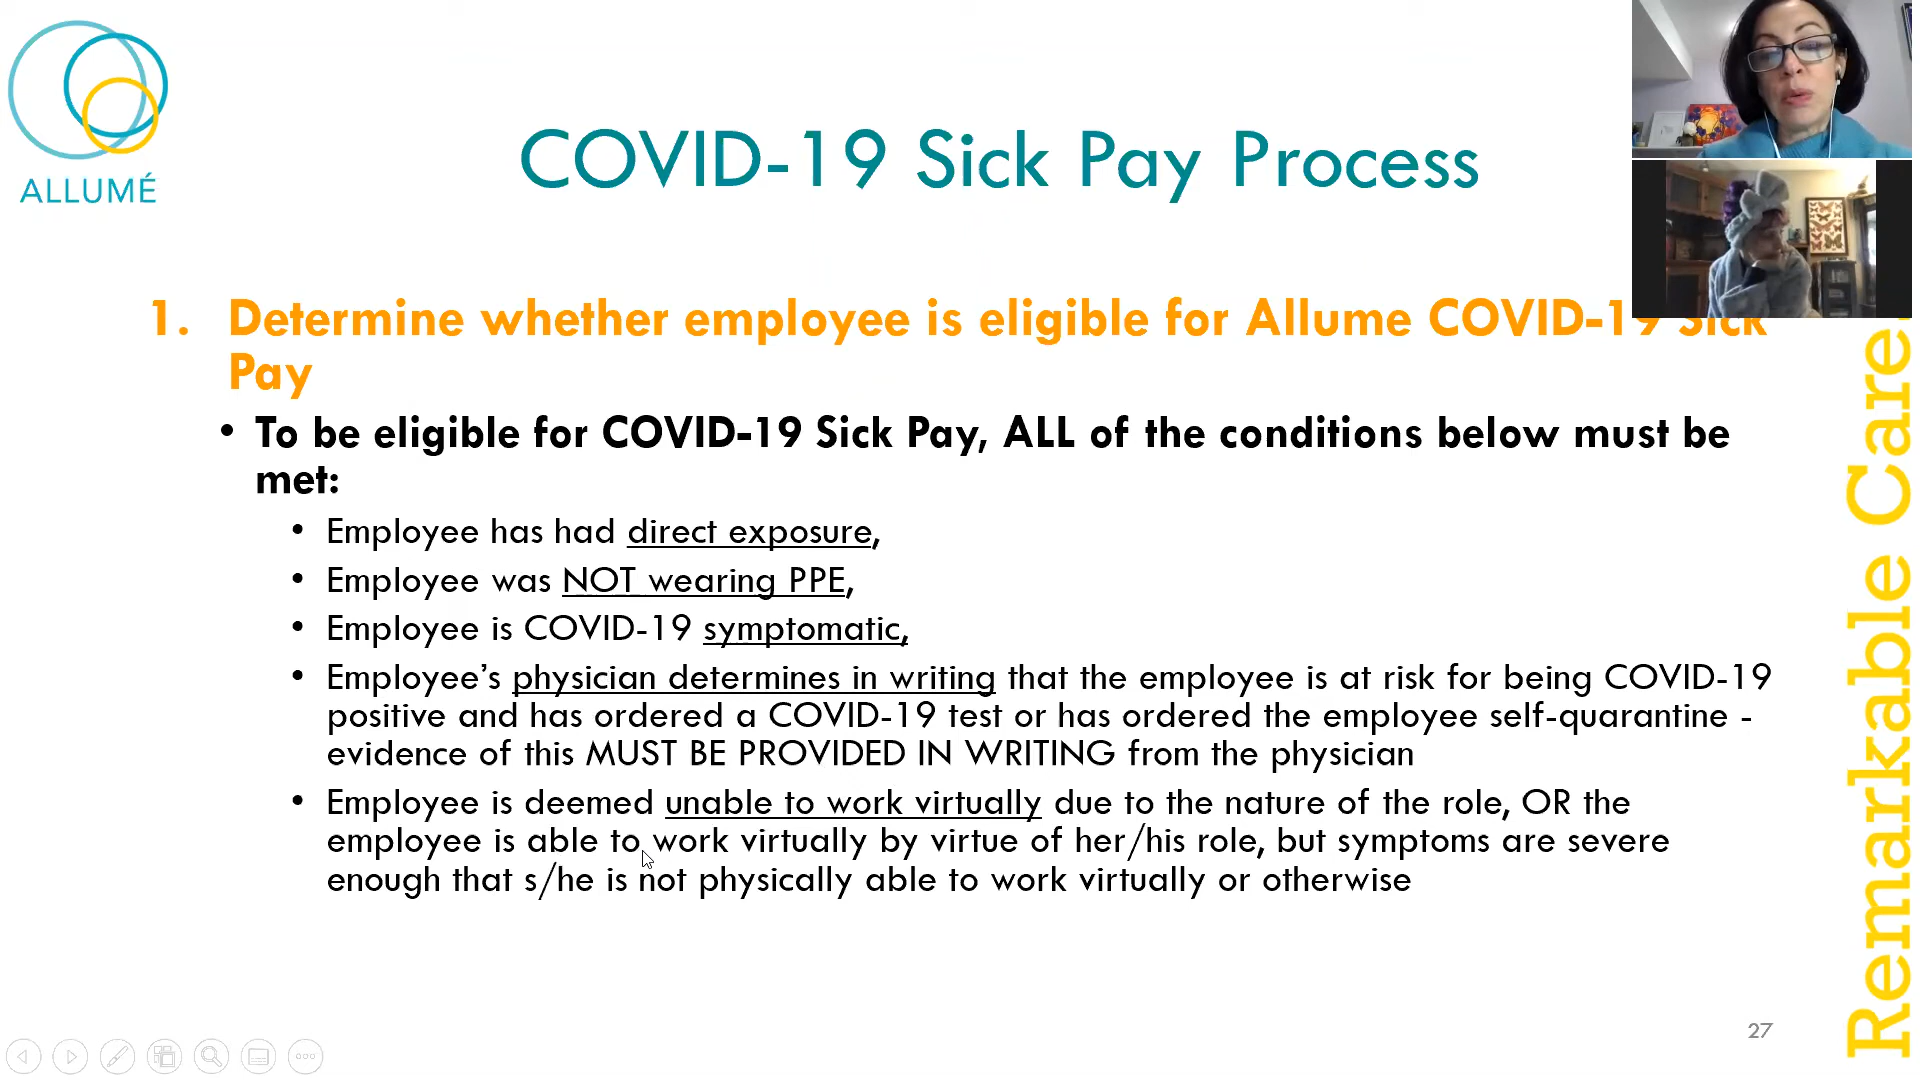 ALLUMÉ
COVID-19 Sick Pay Process
1. Determine whether employee is eligible for Allume COVID-19 Sick
Pay
• To be eligible for COVID-19 Sick Pay, ALL of the conditions below must be
met:
• Employee has had direct exposure,
• Employee was NOT wearing PPE,
• Employee is COVID-19 symptomatic,
• Employee’s physician determines in writing that the employee is at risk for being COVID-19
positive and has ordered a COVID-19 test or has ordered the employee self-quarantine -
evidence of this MUST BE PROVIDED IN WRITING from the physician
• Employee is deemed unable to work virtually due to the nature of the role, OR the
employee is able to work virtually by virtue of her/his role, but symptoms are severe
enough that s/he is not physically able to work virtually or otherwise
27
Remarkable Care